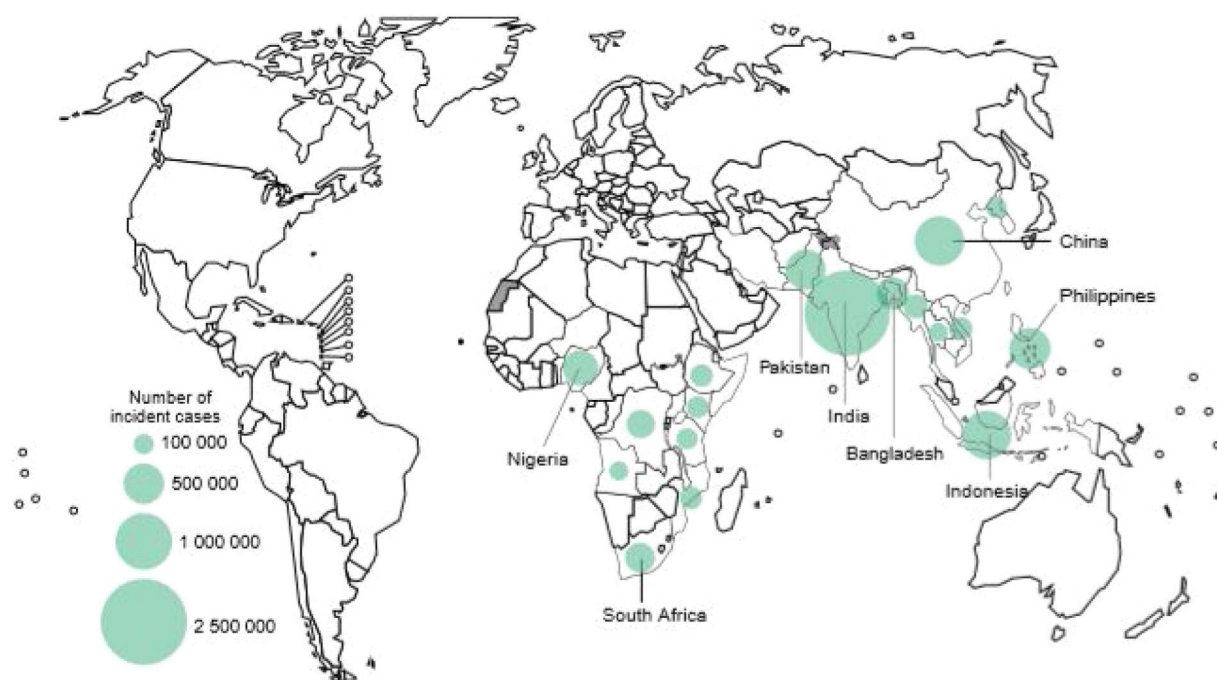 China
Philippines
Pakistan
India
Bangladesh
Indonesia
Nigeria
South Africa
Number of
incident cases
100 000
500 000
1 000 000
2 500 000